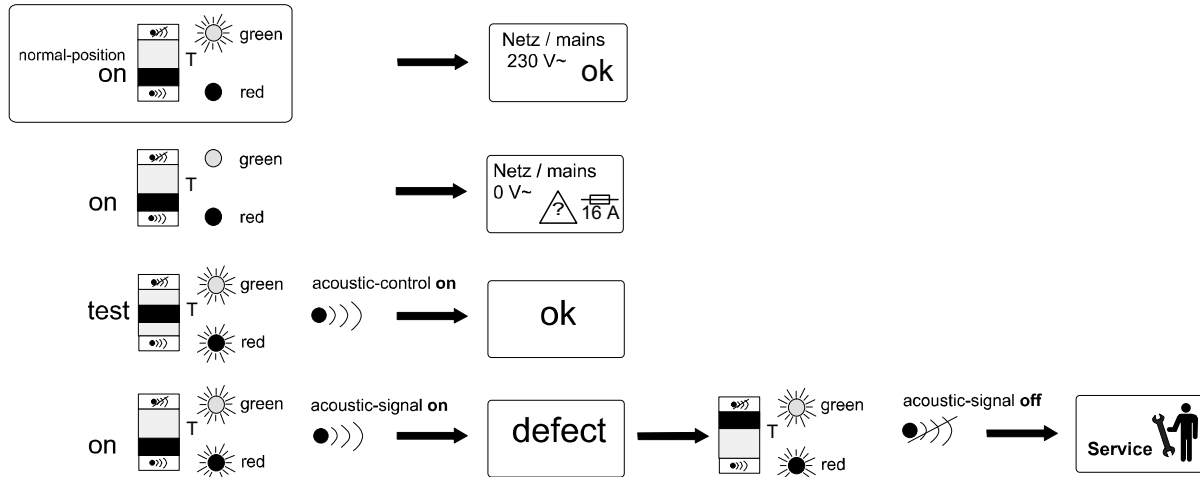 green
normal-position
T
on
red
Netz / mains
230 V~
ok
green
T
on
red
Netz / mains
0 V~
?
16 A
green
test
T
red
acoustic-control on
ok
green
T
on
red
acoustic-signal on
defect
green
T
red
acoustic-signal off
Service